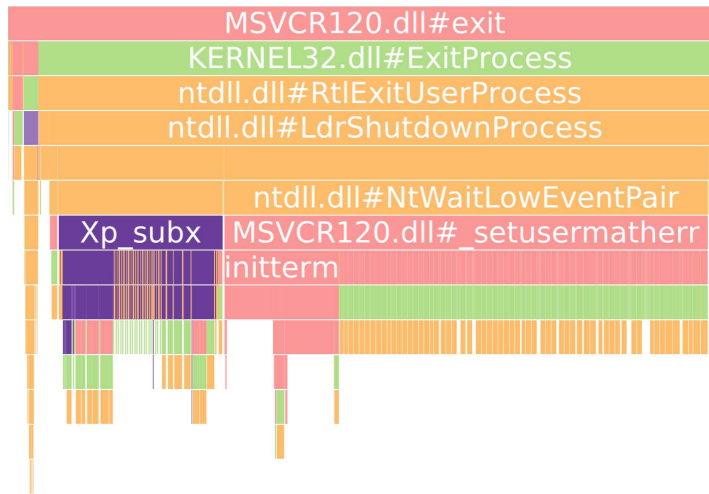 MSVCR120.dll#exit
KERNEL32.dll#ExitProcess
ntdll.dll#RtlExitUserProcess
ntdll.dll#LdrShutdownProcess
ntdll.dll#NtWaitLowEventPair
Xp_subx MSVCR120.dll#_setusermatherr
initterm